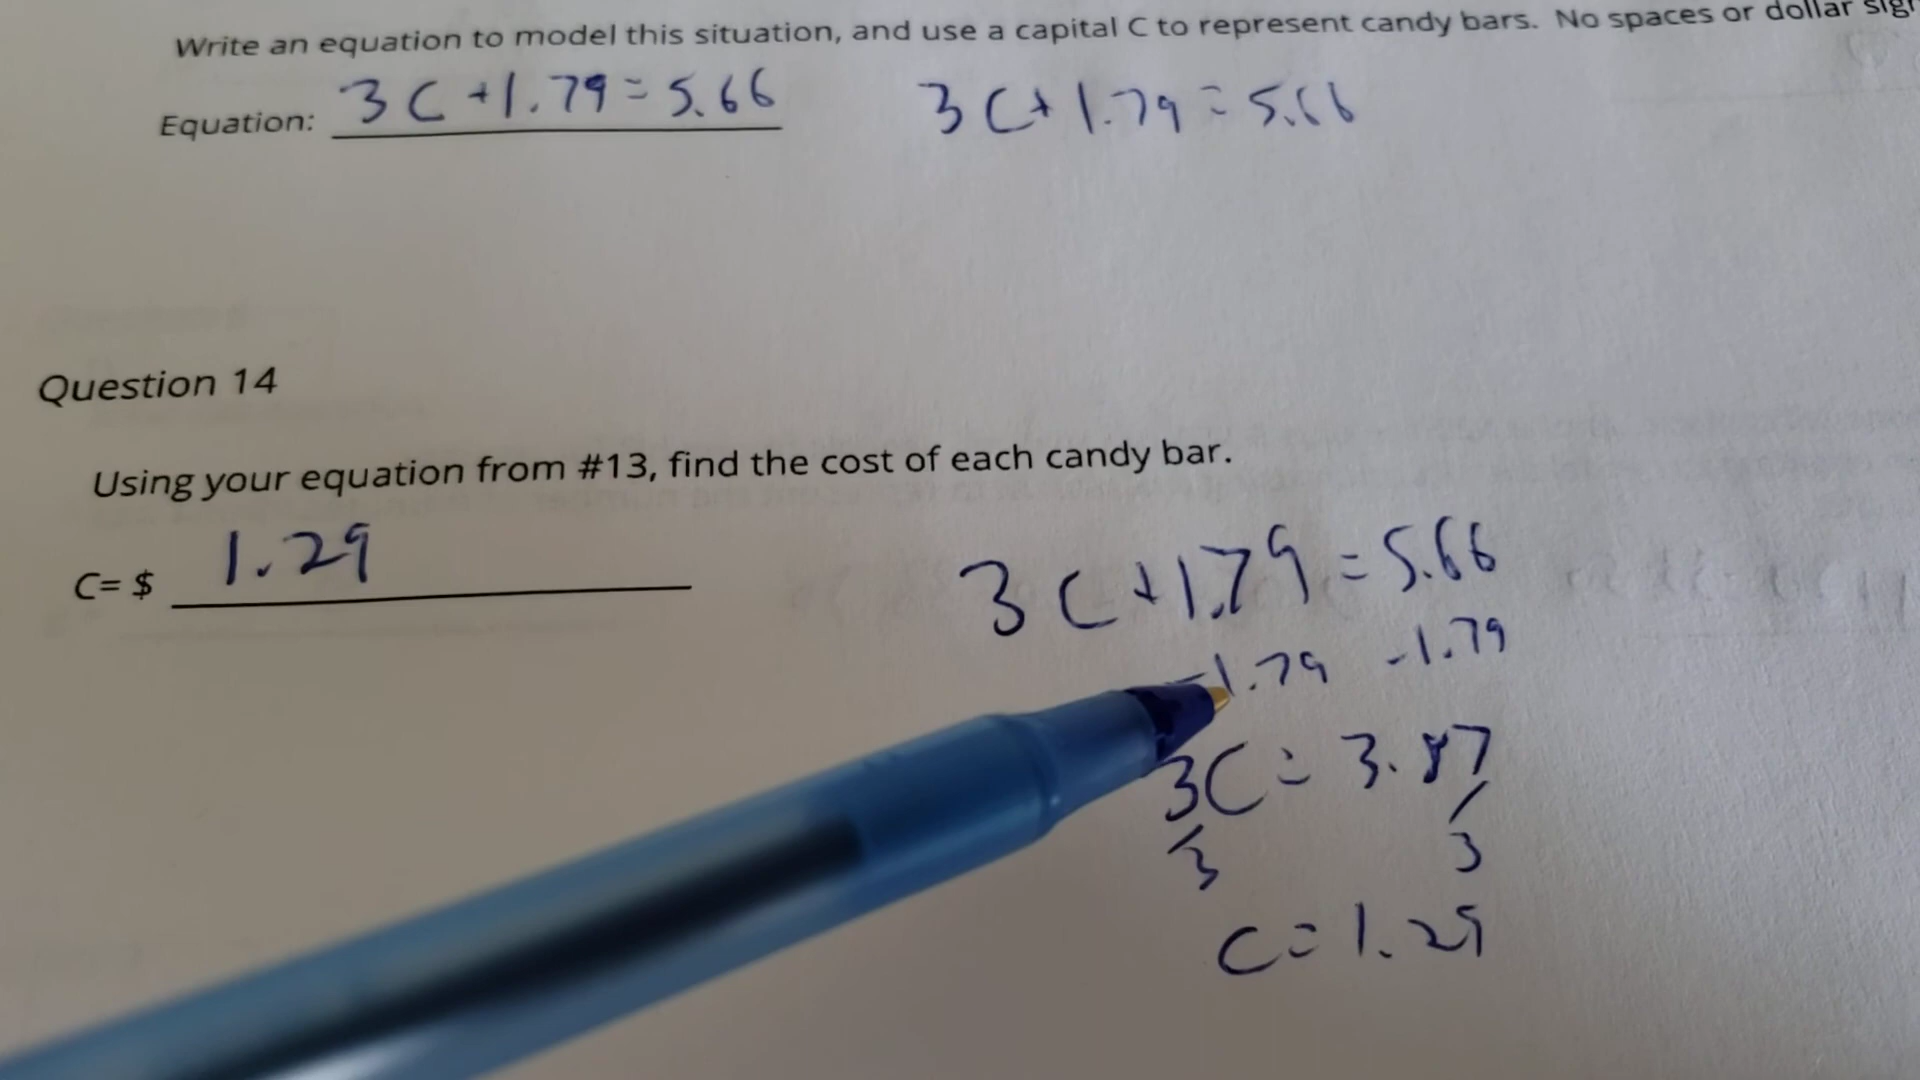 Write an equation to model this situation, and use a capital C to represent candy bars. No spaces or dollar
Equation: 3C+1.79=5.66 3C+1.79=5.66
Question 14
Using your equation from #13, find the cost of each candy bar.
C= $ 1.29
3C+1.79=5.66
-1.79 -1.79
3C=3.87
/ /
3 3
C=1.29